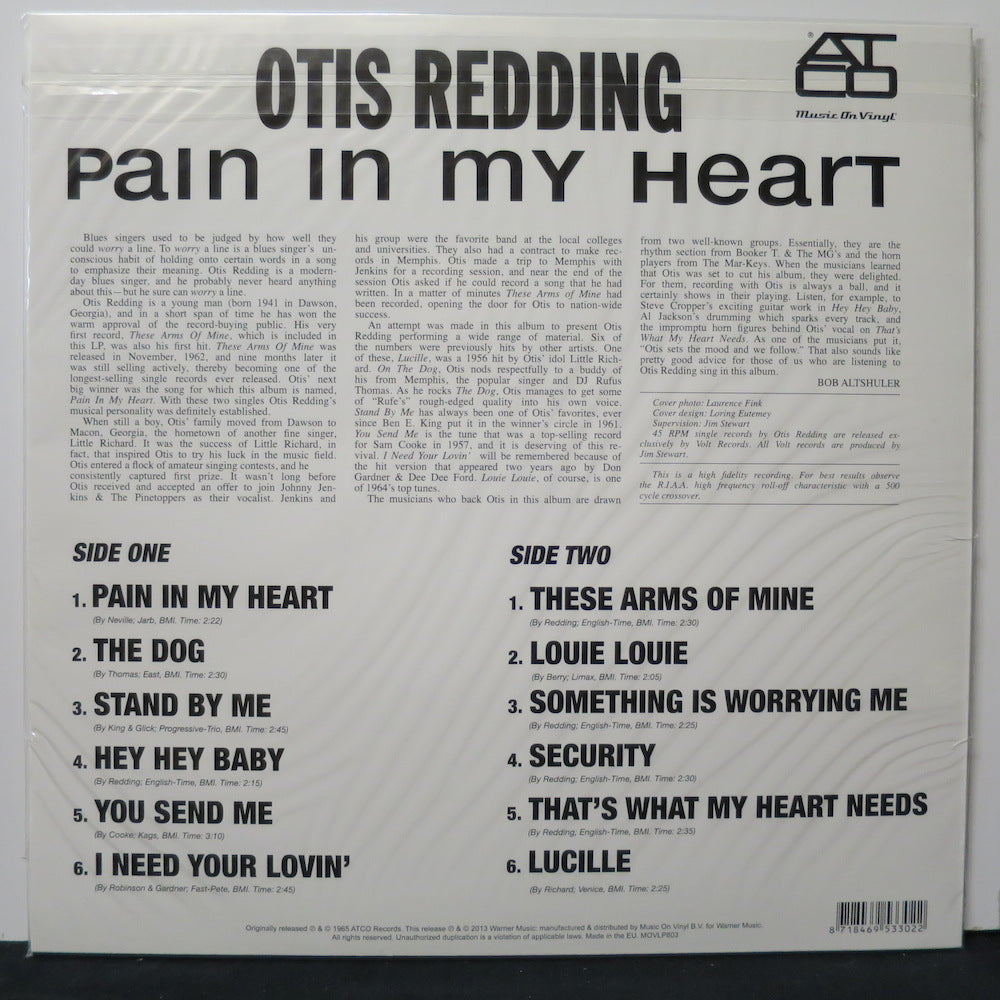 OTIS REDDING
Pain In my Heart
® ATCO
Music On Vinyl
Blues singers used to be judged by how well they
could worry a line. To worry a line is a blues singer's un-
conscious habit of holding onto certain words in a song
to emphasize their meaning. Otis Redding is a modern-
day blues singer, and he probably never heard anything
about this—but he sure can worry a line.
Otis Redding is a young man (born 1941 in Dawson,
Georgia), and in a short span of time he has won the
warm approval of the record-buying public. His very
first record, These Arms Of Mine, which is included in
this LP, was also his first hit. These Arms Of Mine was
released in November, 1962, and nine months later it
was still selling actively, thereby becoming one of the
longest-selling single records ever released. Otis' next
big winner was the song for which this album is named,
Pain In My Heart. With these two singles Otis Redding's
musical personality was definitely established.
When still a boy, Otis' family moved from Dawson to
Macon, Georgia, the hometown of another fine singer,
Little Richard. It was the success of Little Richard, in
fact, that inspired Otis to try his luck in the music field.
Otis entered a flock of amateur singing contests, and he
consistently captured first prize. It wasn't long before
Otis received and accepted an offer to join Johnny Jen-
kins & The Pinetoppers as their vocalist. Jenkins and
his group were the favorite band at the local colleges
and universities. They also had a contract to make rec-
ords in Memphis. Otis made a trip to Memphis with
Jenkins for a recording session, and near the end of the
session Otis asked if he could record a song that he had
written. In a matter of minutes These Arms of Mine had
been recorded, opening the door for Otis to nation-wide
success.
An attempt was made in this album to present Otis
Redding performing a wide range of material. Six of
the numbers were previously hits by other artists. One
of these, Lucille, was a 1956 hit by Otis' idol Little Rich-
ard. On The Dog, Otis nods respectfully to a buddy of
his from Memphis, the popular singer and DJ Rufus
Thomas. As he rocks The Dog, Otis manages to get some
of "Rufe's" rough-edged quality into his own voice.
Stand By Me has always been one of Otis' favorites, ever
since Ben E. King put it in the winner's circle in 1961.
You Send Me is the tune that was a top-selling record
for Sam Cooke in 1957, and it is deserving of this re-
vival. I Need Your Lovin' will be remembered because of
the hit version that appeared two years ago by Don
Gardner & Dee Dee Ford. Louie Louie, of course, is one
of 1964's top tunes.
The musicians who back Otis in this album are drawn
from two well-known groups. Essentially, they are the
rhythm section from Booker T. & The MG's and the horn
players from The Mar-Keys. When the musicians learned
that Otis was set to cut his album, they were delighted.
For them, recording with Otis is always a ball, and it
certainly shows in their playing. Listen, for example, to
Steve Cropper's exciting guitar work in Hey Hey Baby,
Al Jackson's drumming which sparks every track, and
the impromptu horn figures behind Otis' vocal on That's
What My Heart Needs. As one of the musicians put it,
"Otis sets the mood and we follow." That also sounds like
pretty good advice for those of us who are listening to
Otis Redding sing in this album.
BOB ALTSHULER
Cover photo: Laurence Fink
Cover design: Loring Eutemey
Supervision: Jim Stewart
45 RPM single records by Otis Redding are released ex-
clusively by Volt Records. All Volt records are produced by
Jim Stewart.
This is a high fidelity recording. For best results observe
the R.I.A.A. high frequency roll-off characteristic with a 500
cycle crossover.
SIDE ONE
1. PAIN IN MY HEART
(By Neville; Jarb, BMI. Time: 2:22)
2. THE DOG
(By Thomas; East, BMI. Time: 2:30)
3. STAND BY ME
(By King & Glick; Progressive-Trio, BMI. Time: 2:45)
4. HEY HEY BABY
(By Redding; English-Time, BMI. Time: 2:15)
5. YOU SEND ME
(By Cooke; Kags, BMI. Time: 3:10)
6. I NEED YOUR LOVIN'
(By Robinson & Gardner; Fast-Pete, BMI. Time: 2:45)
SIDE TWO
1. THESE ARMS OF MINE
(By Redding; English-Time, BMI. Time: 2:30)
2. LOUIE LOUIE
(By Berry; Limax, BMI. Time: 2:05)
3. SOMETHING IS WORRYING ME
(By Redding; English-Time, BMI. Time: 2:25)
4. SECURITY
(By Redding; English-Time, BMI. Time: 2:30)
5. THAT'S WHAT MY HEART NEEDS
(By Redding; English-Time, BMI. Time: 2:35)
6. LUCILLE
(By Richard; Venice, BMI. Time: 2:25)
Originally released ℗ & © 1965 ATCO Records. This release ℗ & © 2013 Warner Music: manufactured & distributed by Music On Vinyl B.V. for Warner Music.
All rights reserved. Unauthorized duplication is a violation of applicable laws. Made in the EU. MOVLP803
8 718469 533022